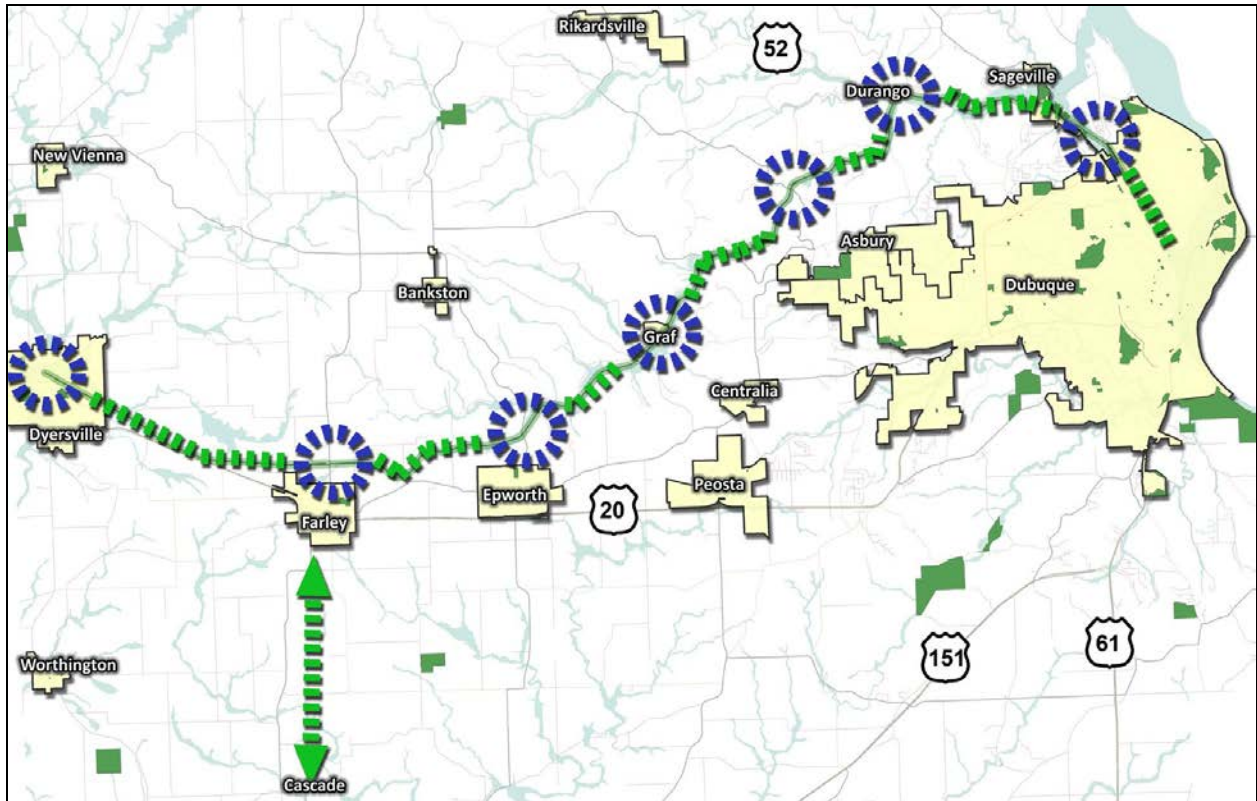 Rikardsville
52
Sageville
Durango
New Vienna
Asbury
Bankston
Dubuque
Graf
Centralia
Dyersville
Peosta
Epworth
20
Farley
61
151
Worthington
Cascade